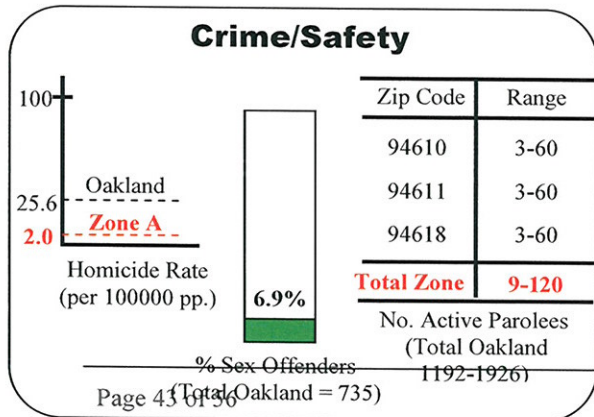 Crime/Safety
100
Oakland
25.6
Zone A
2.0
Homicide Rate
(per 100000 pp.)
6.9%
% Sex Offenders
(Total Oakland = 735)
Zip Code Range
94610 3-60
94611 3-60
94618 3-60
Total Zone 9-120
No. Active Parolees
(Total Oakland
1192-1926)
Page 43 of 56